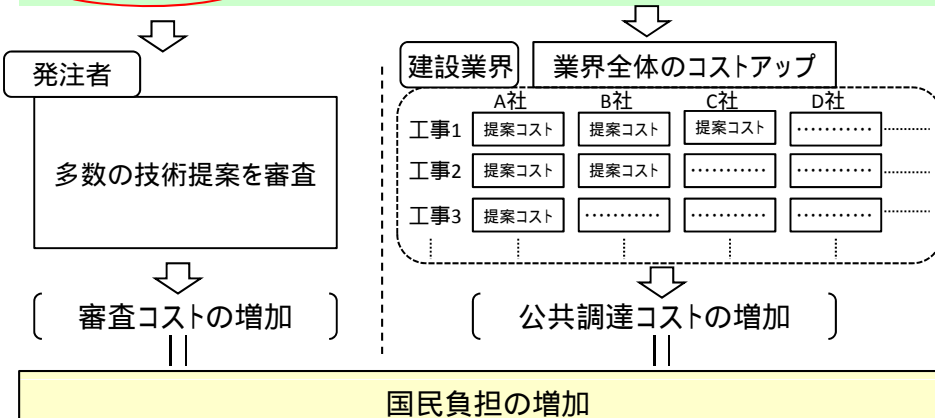 発注者
多数の技術提案を審査
審査コストの増加
建設業界 業界全体のコストアップ
A社 B社 C社 D社
工事1 提案コスト 提案コスト 提案コスト ………… …………
工事2 提案コスト 提案コスト ………… ………… …………
工事3 提案コスト ………… ………… ………… …………
公共調達コストの増加
国民負担の増加